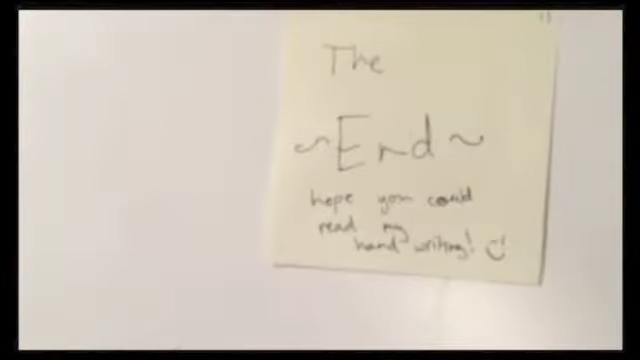 The
~End~
hope you could
read my
hand writing! :)